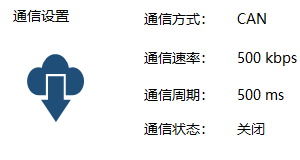 通信设置
通信方式： CAN
通信速率： 500 kbps
通信周期： 500 ms
通信状态： 关闭